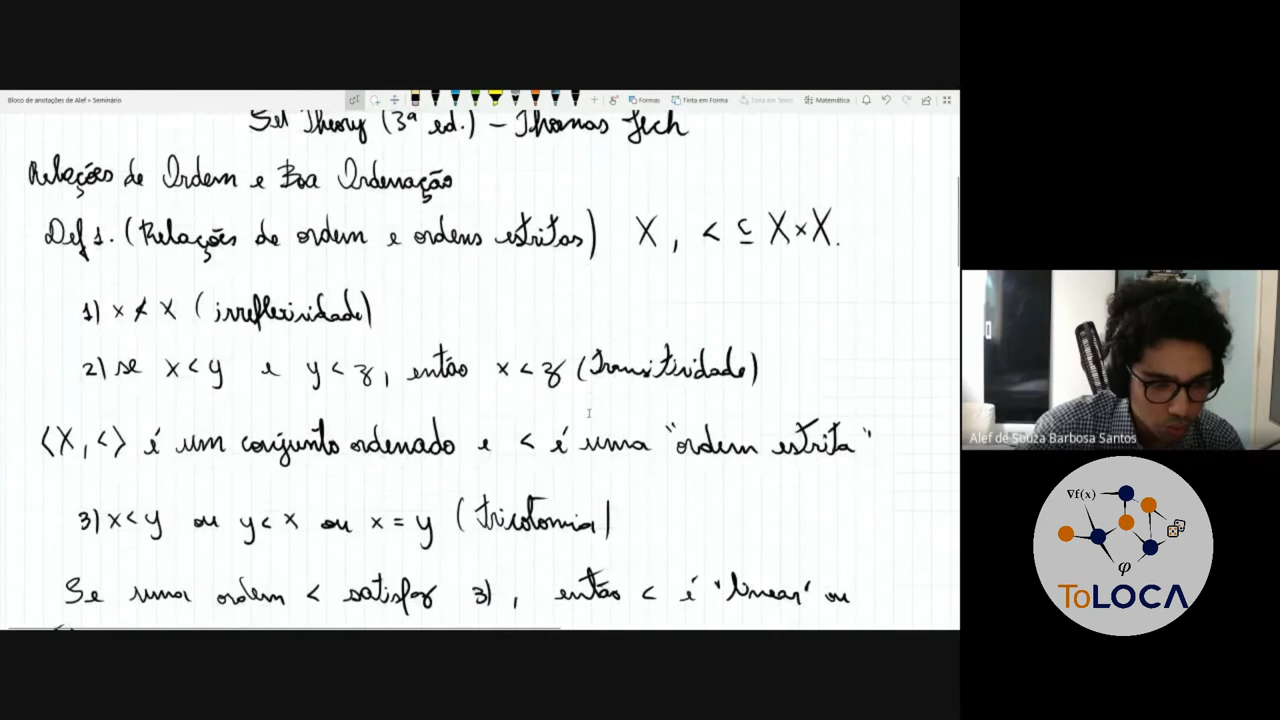 Bloco de anotações de Alef » Seminário
Formas
Tinta em Forma
Tinta em Texto
Matemática
Set Theory (3ª ed.) – Thomas Jech
Relações de Ordem e Boa Ordenação
Def 1. (Relações de ordem e ordens estritas) X, < ⊆ X×X.
1) x ≮ x (irreflexividade)
2) se x < y e y < z, então x < z (transitividade)
⟨X, <⟩ é um conjunto ordenado e < é uma "ordem estrita"
3) x < y ou y < x ou x = y (tricotomia)
Se uma ordem < satisfaz 3), então < é "linear" ou
Alef de Souza Barbosa Santos
∇f(x)
φ
ToLOCA